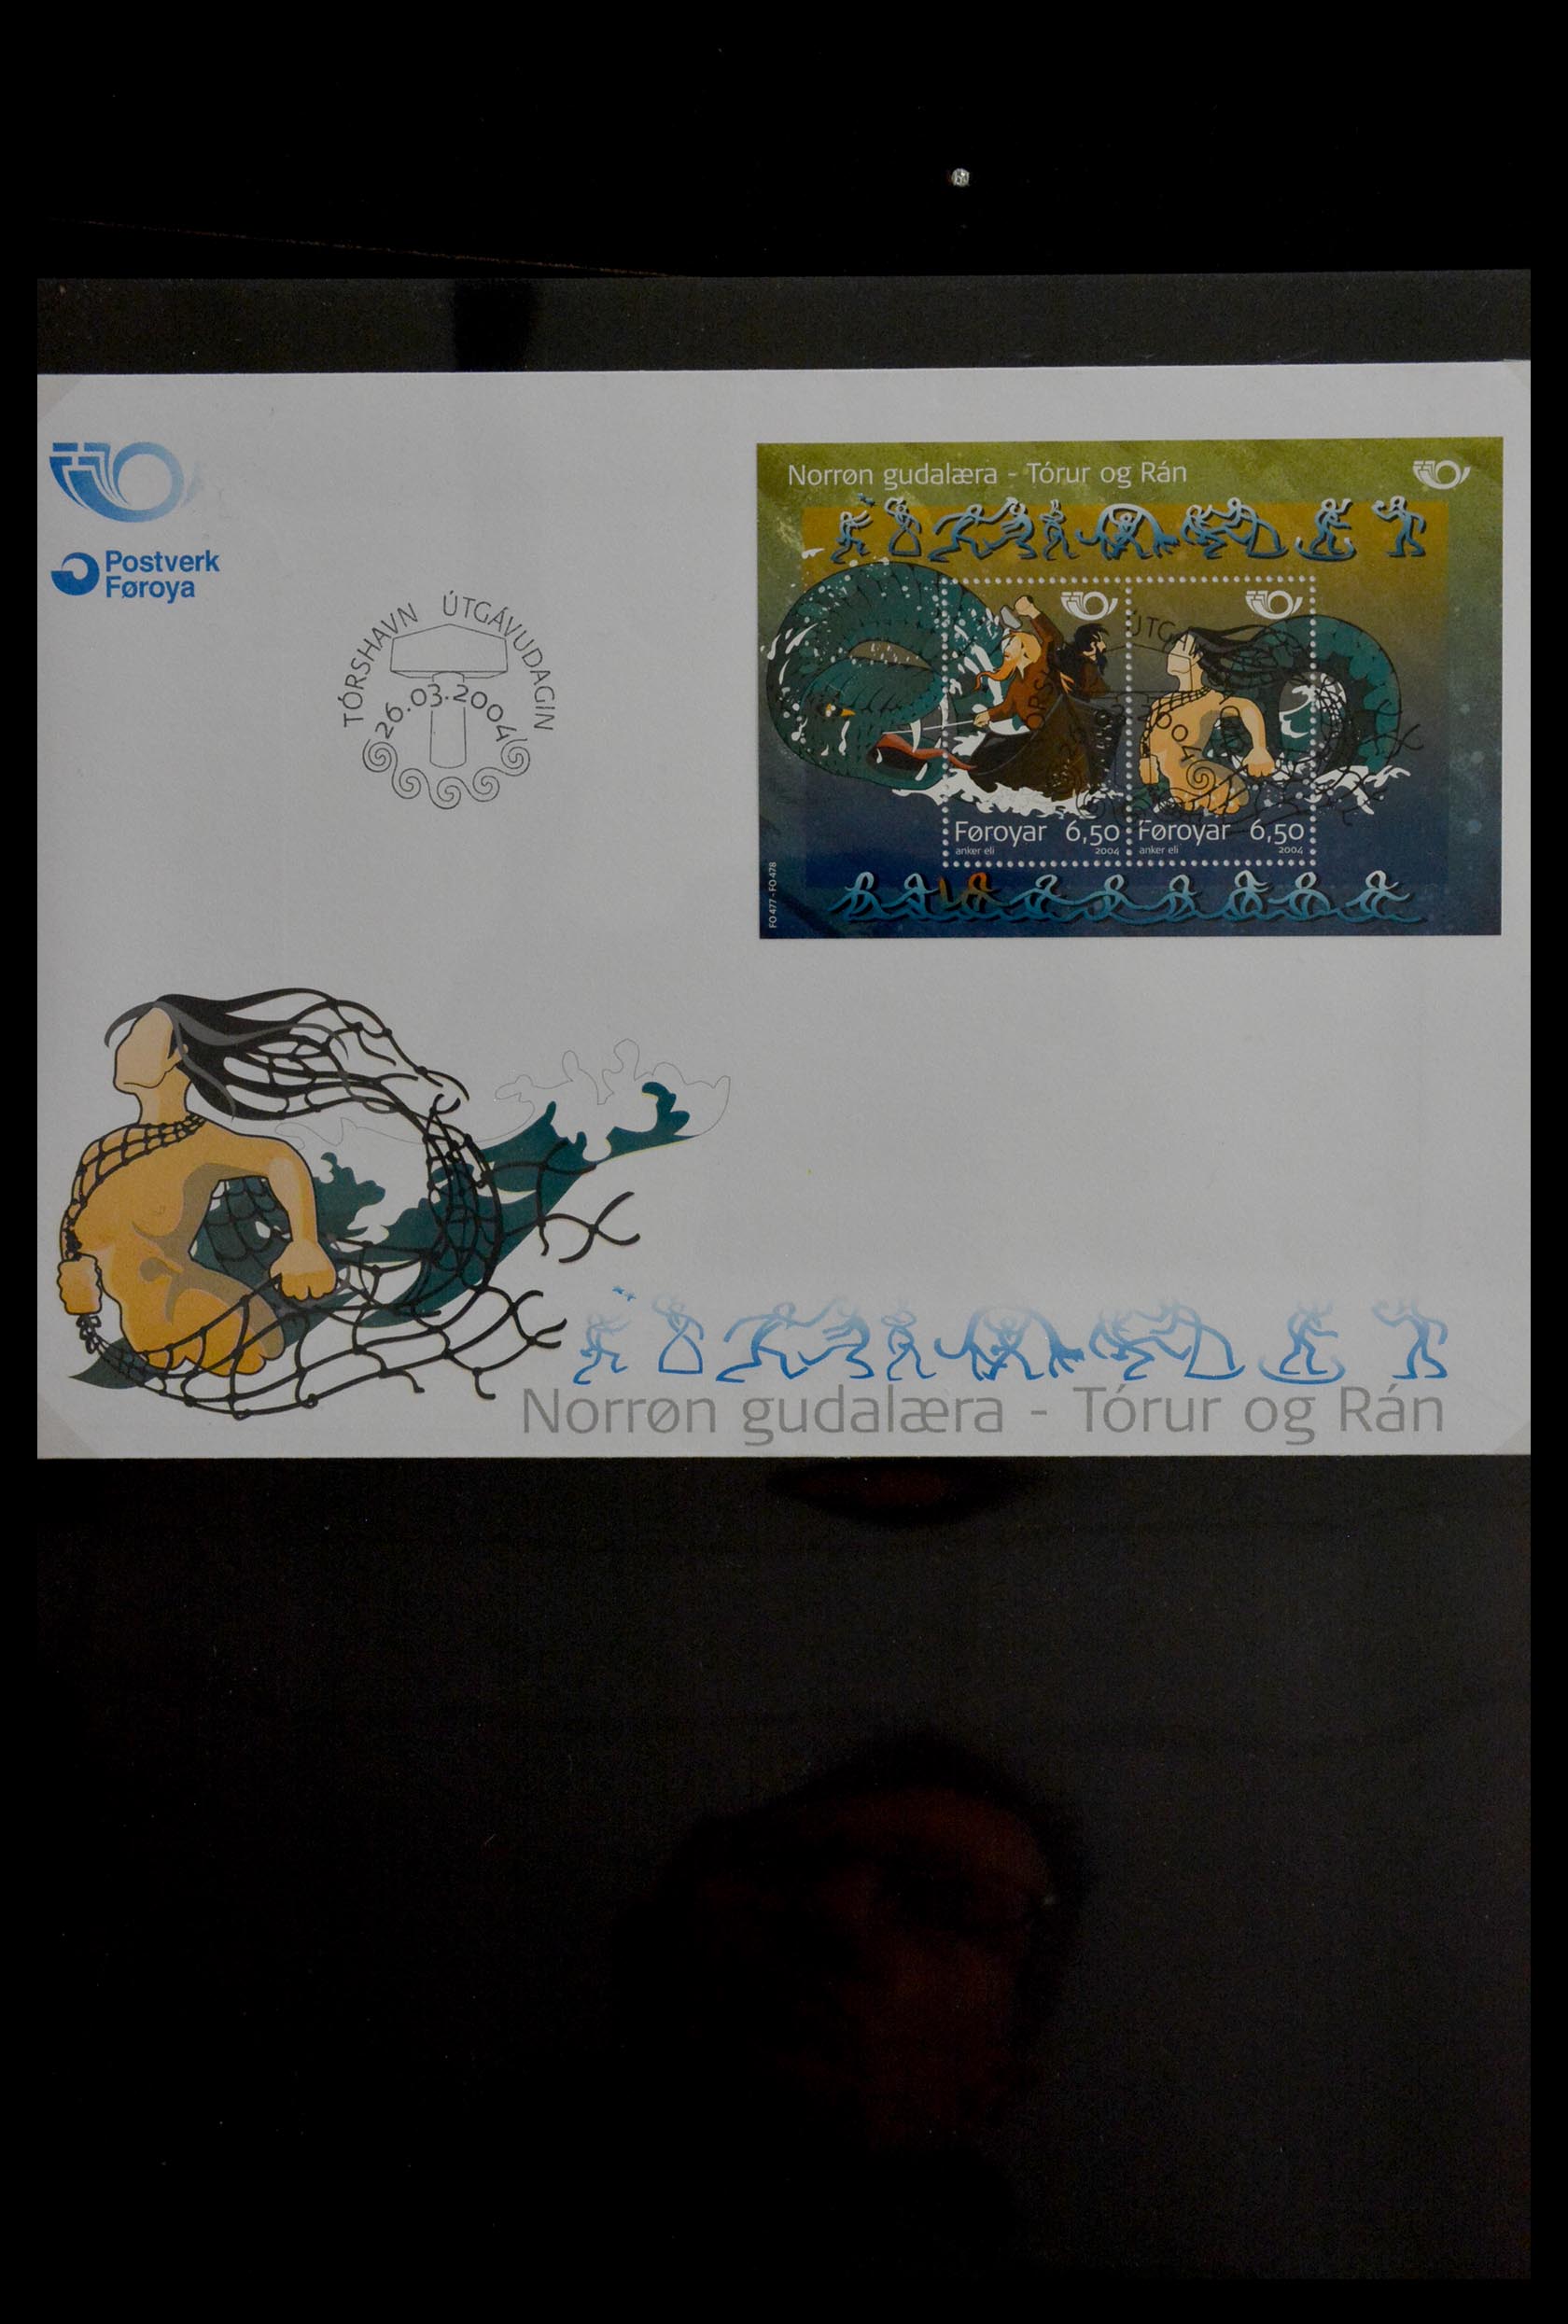 Postverk
Føroya
TÓRSHAVN ÚTGÁVUDAGIN
26.03.2004
Norrøn gudalæra - Tórur og Rán
Føroyar 6,50
anker eli 2004
Føroyar 6,50
anker eli 2004
FO 477 - FO 478
Norrøn gudalæra - Tórur og Rán